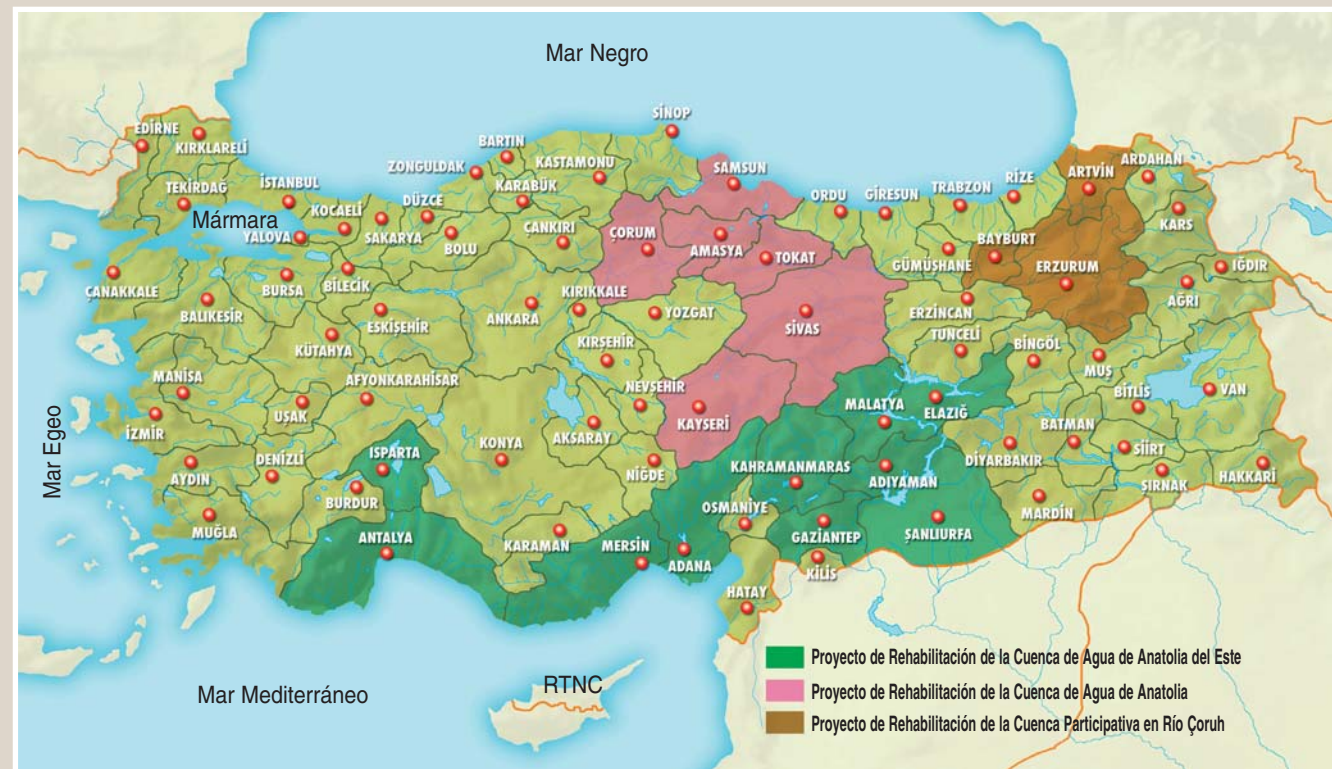 Mar Negro
SİNOP
EDİRNE
KIRKLARELİ
BARTIN
ZONGULDAK
KASTAMONU
SAMSUN
ARTVİN
ARDAHAN
TEKİRDAĞ
İSTANBUL
KOCAELİ
DÜZCE
KARABÜK
ORDU
GİRESUN
TRABZON
RİZE
KARS
Mármara
YALOVA
SAKARYA
BOLU
ÇANKIRI
ÇORUM
AMASYA
TOKAT
GÜMÜŞHANE
BAYBURT
ERZURUM
IĞDIR
AĞRI
ÇANAKKALE
BALIKESİR
BURSA
BİLECİK
ESKİŞEHİR
ANKARA
KIRIKKALE
YOZGAT
SİVAS
ERZİNCAN
TUNCELİ
BİNGÖL
MUŞ
KÜTAHYA
KIRŞEHİR
NEVŞEHİR
MANİSA
UŞAK
AFYONKARAHİSAR
KAYSERİ
MALATYA
ELAZIĞ
BİTLİS
VAN
Mar Egeo
İZMİR
AYDIN
DENİZLİ
ISPARTA
KONYA
AKSARAY
NİĞDE
KAHRAMANMARAS
ADIYAMAN
DİYARBAKIR
BATMAN
SİİRT
ŞIRNAK
HAKKARİ
BURDUR
MUĞLA
ANTALYA
KARAMAN
MERSİN
ADANA
OSMANİYE
GAZİANTEP
ŞANLIURFA
MARDİN
KİLİS
HATAY
Mar Mediterráneo
RTNC
Proyecto de Rehabilitación de la Cuenca de Agua de Anatolia del Este
Proyecto de Rehabilitación de la Cuenca de Agua de Anatolia
Proyecto de Rehabilitación de la Cuenca Participativa en Río Çoruh